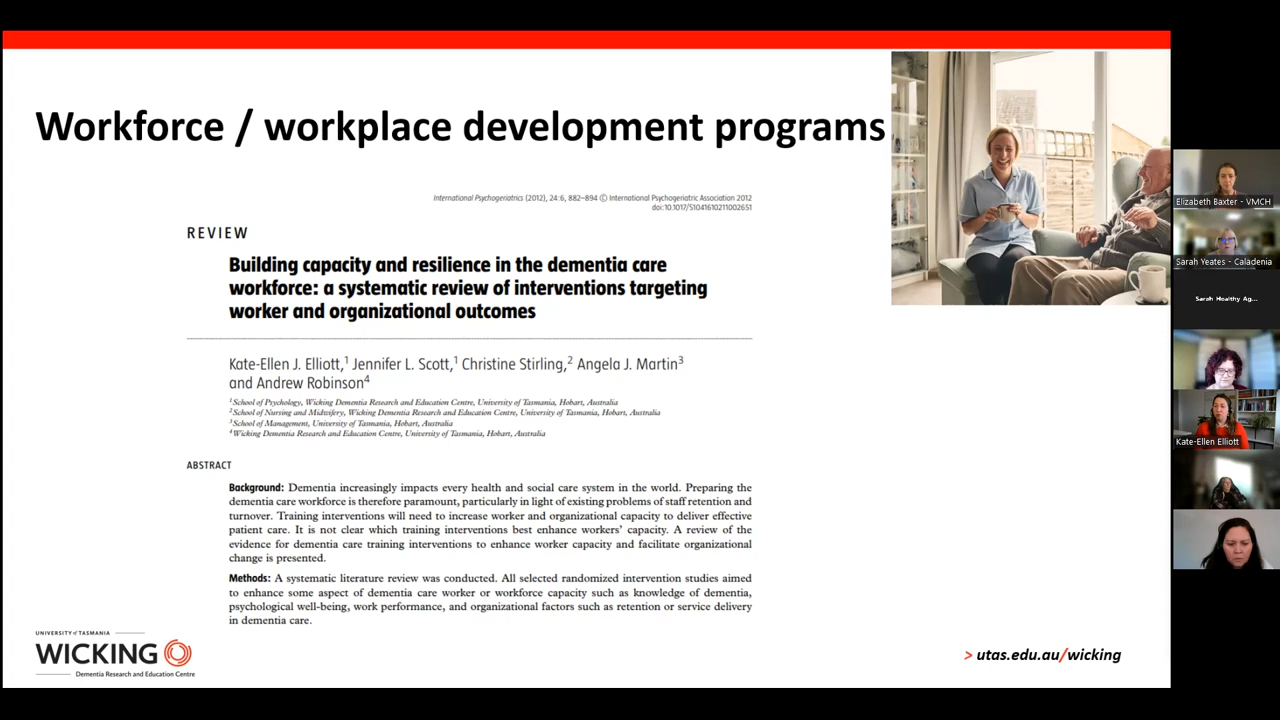 Workforce / workplace development programs
International Psychogeriatrics (2012), 24:6, 882–894 © International Psychogeriatric Association 2012
doi:10.1017/S1041610211002651
REVIEW
Building capacity and resilience in the dementia care
workforce: a systematic review of interventions targeting
worker and organizational outcomes
Kate-Ellen J. Elliott,1 Jennifer L. Scott,1 Christine Stirling,2 Angela J. Martin3
and Andrew Robinson4
1School of Psychology, Wicking Dementia Research and Education Centre, University of Tasmania, Hobart, Australia
2School of Nursing and Midwifery, Wicking Dementia Research and Education Centre, University of Tasmania, Hobart, Australia
3School of Management, University of Tasmania, Hobart, Australia
4Wicking Dementia Research and Education Centre, University of Tasmania, Hobart, Australia
ABSTRACT
Background: Dementia increasingly impacts every health and social care system in the world. Preparing the
dementia care workforce is therefore paramount, particularly in light of existing problems of staff retention and
turnover. Training interventions will need to increase worker and organizational capacity to deliver effective
patient care. It is not clear which training interventions best enhance workers' capacity. A review of the
evidence for dementia care training interventions to enhance worker capacity and facilitate organizational
change is presented.
Methods: A systematic literature review was conducted. All selected randomized intervention studies aimed
to enhance some aspect of dementia care worker or workforce capacity such as knowledge of dementia,
psychological well-being, work performance, and organizational factors such as retention or service delivery
in dementia care.
UNIVERSITY of TASMANIA
WICKING
Dementia Research and Education Centre
> utas.edu.au/wicking
Elizabeth Baxter - VMCH
Sarah Yeates - Caladenia
Sarah Healthy Ag...
Kate-Ellen Elliott